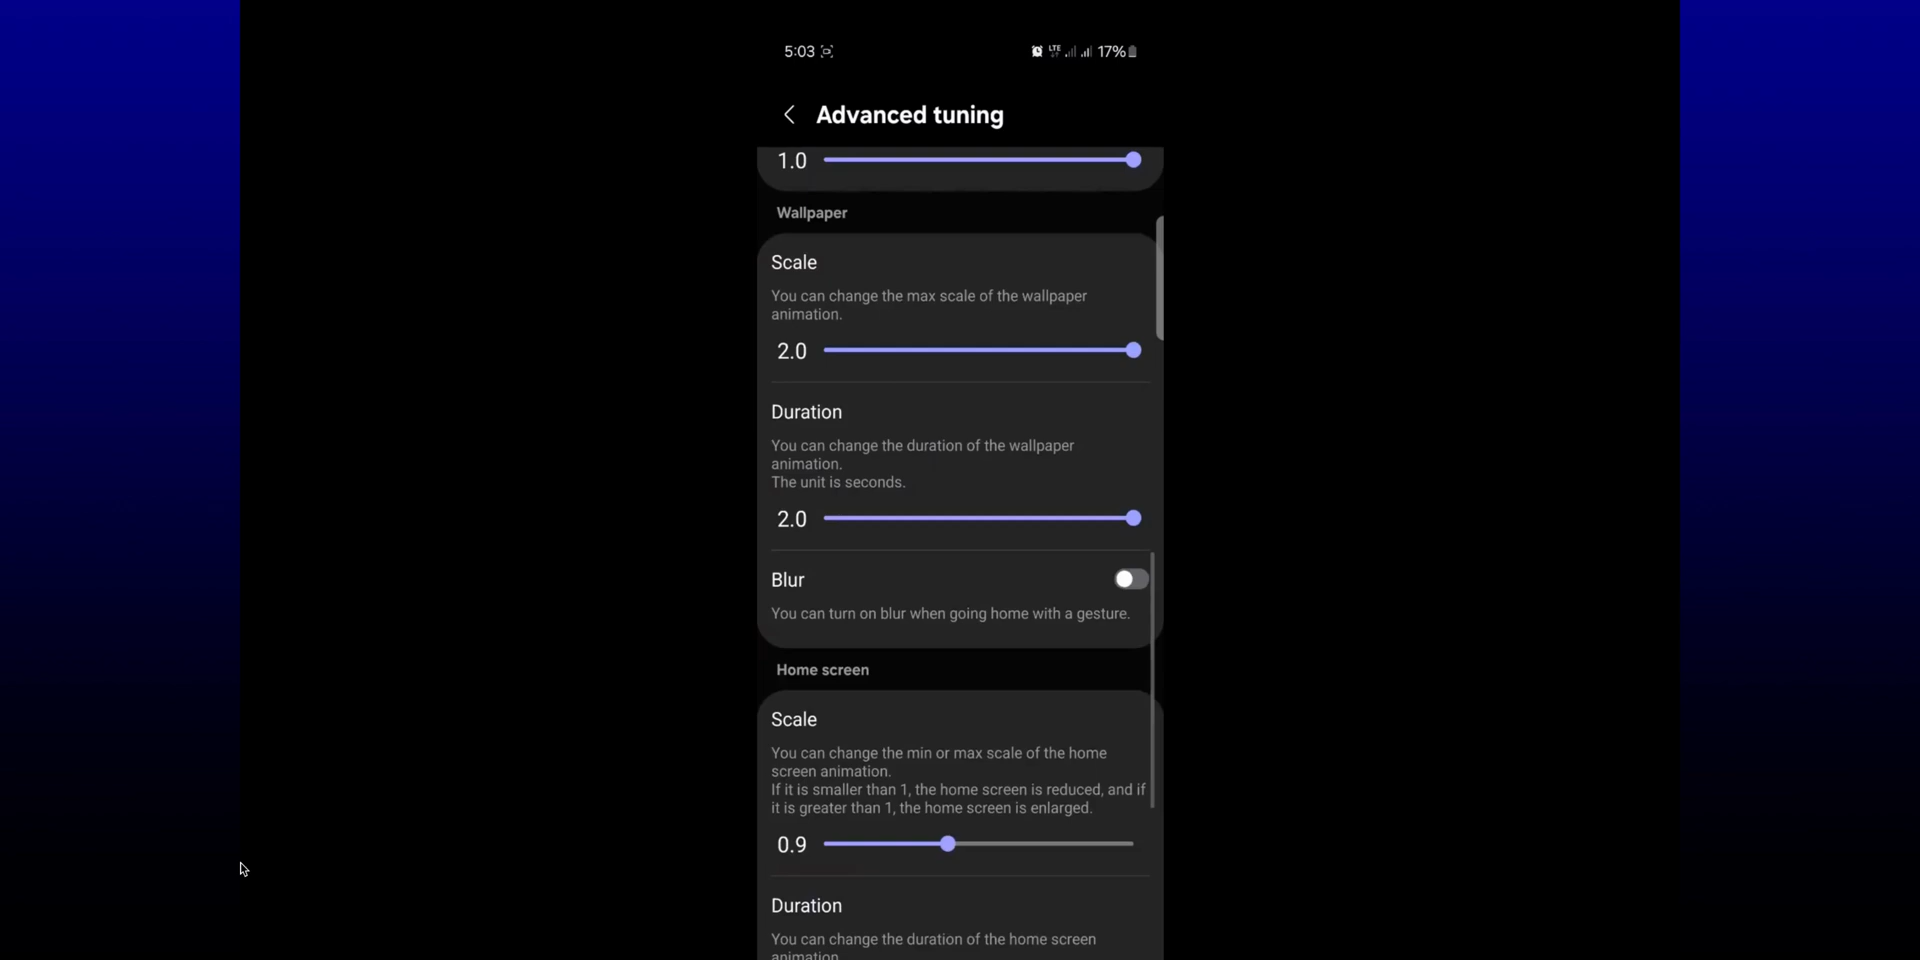 5:03 LTE 17%
Advanced tuning
1.0
Wallpaper
Scale
You can change the max scale of the wallpaper
animation.
2.0
Duration
You can change the duration of the wallpaper
animation.
The unit is seconds.
2.0
Blur
You can turn on blur when going home with a gesture.
Home screen
Scale
You can change the min or max scale of the home
screen animation.
If it is smaller than 1, the home screen is reduced, and if
it is greater than 1, the home screen is enlarged.
0.9
Duration
You can change the duration of the home screen
animation